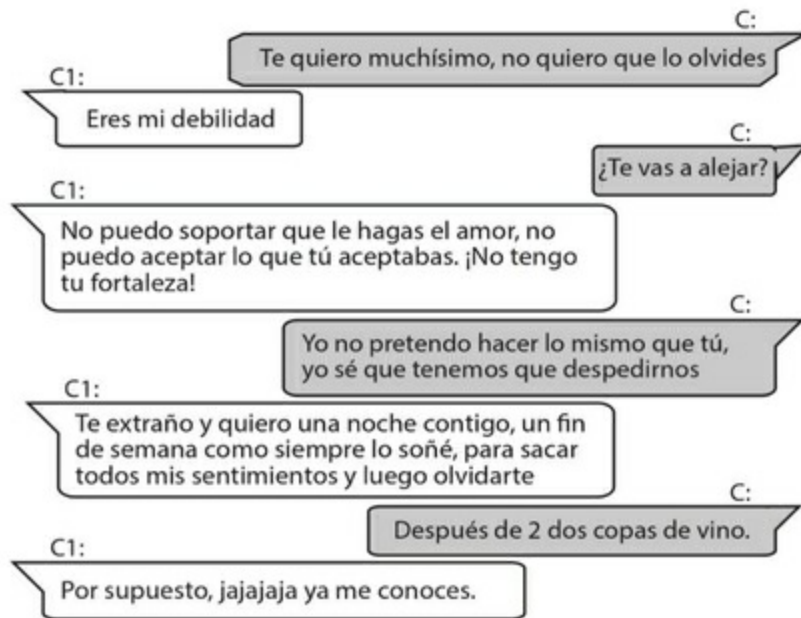 C:
Te quiero muchísimo, no quiero que lo olvides
C1:
Eres mi debilidad
C:
¿Te vas a alejar?
C1:
No puedo soportar que le hagas el amor, no
puedo aceptar lo que tú aceptabas. ¡No tengo
tu fortaleza!
C:
Yo no pretendo hacer lo mismo que tú,
yo sé que tenemos que despedirnos
C1:
Te extraño y quiero una noche contigo, un fin
de semana como siempre lo soñé, para sacar
todos mis sentimientos y luego olvidarte
C:
Después de 2 dos copas de vino.
C1:
Por supuesto, jajajaja ya me conoces.